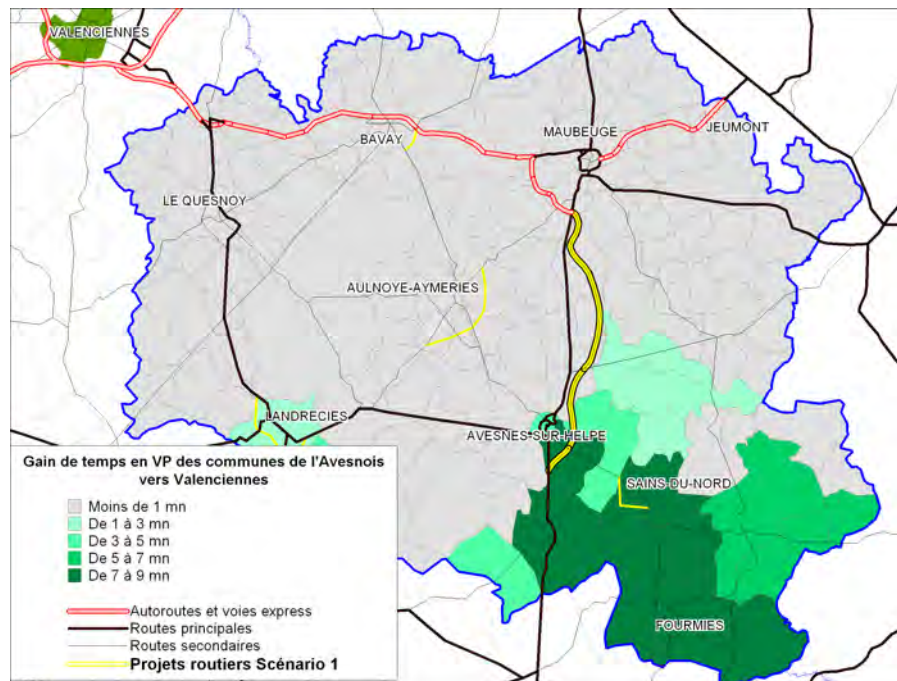 VALENCIENNES
BAVAY
MAUBEUGE
JEUMONT
LE QUESNOY
AULNOYE-AYMERIES
LANDRECIES
AVESNES-SUR-HELPE
SAINS-DU-NORD
FOURMIES
Gain de temps en VP des communes de l'Avesnois
vers Valenciennes
Moins de 1 mn
De 1 à 3 mn
De 3 à 5 mn
De 5 à 7 mn
De 7 à 9 mn
Autoroutes et voies express
Routes principales
Routes secondaires
Projets routiers Scénario 1